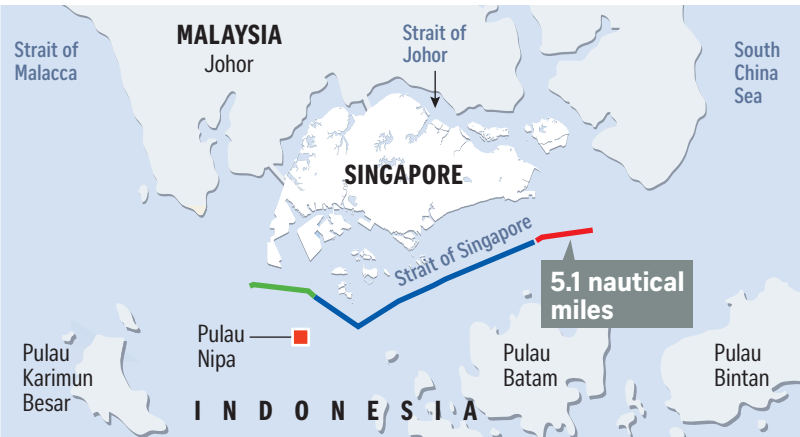 Strait of
Malacca
MALAYSIA
Johor
Strait of
Johor
South
China
Sea
SINGAPORE
Strait of Singapore
5.1 nautical
miles
Pulau
Nipa
Pulau
Karimun
Besar
Pulau
Batam
Pulau
Bintan
INDONESIA